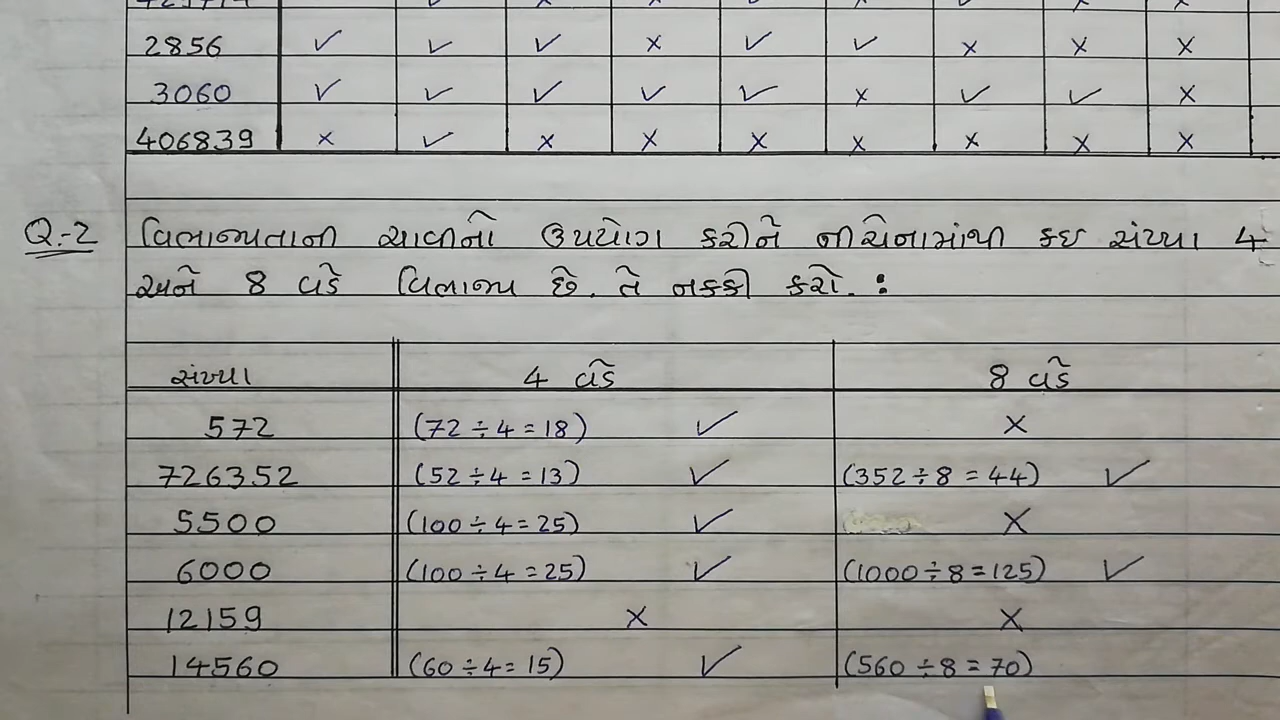 2856 ✓ ✓ ✓ × ✓ ✓ × × ×
3060 ✓ ✓ ✓ ✓ ✓ × ✓ ✓ ×
406839 × ✓ × × × × × × ×
Q.-2 વિભાજ્યતાની ચાવીનો ઉપયોગ કરીને નીચેનામાંથી કઇ સંખ્યા 4
અને 8 વડે વિભાજ્ય છે. તે નક્કી કરો. :
સંખ્યા 4 વડે 8 વડે
572 (72÷4=18) ✓ ×
726352 (52÷4=13) ✓ (352÷8=44) ✓
5500 (100÷4=25) ✓ ×
6000 (100÷4=25) ✓ (1000÷8=125) ✓
12159 × ×
14560 (60÷4=15) ✓ (560÷8=70)